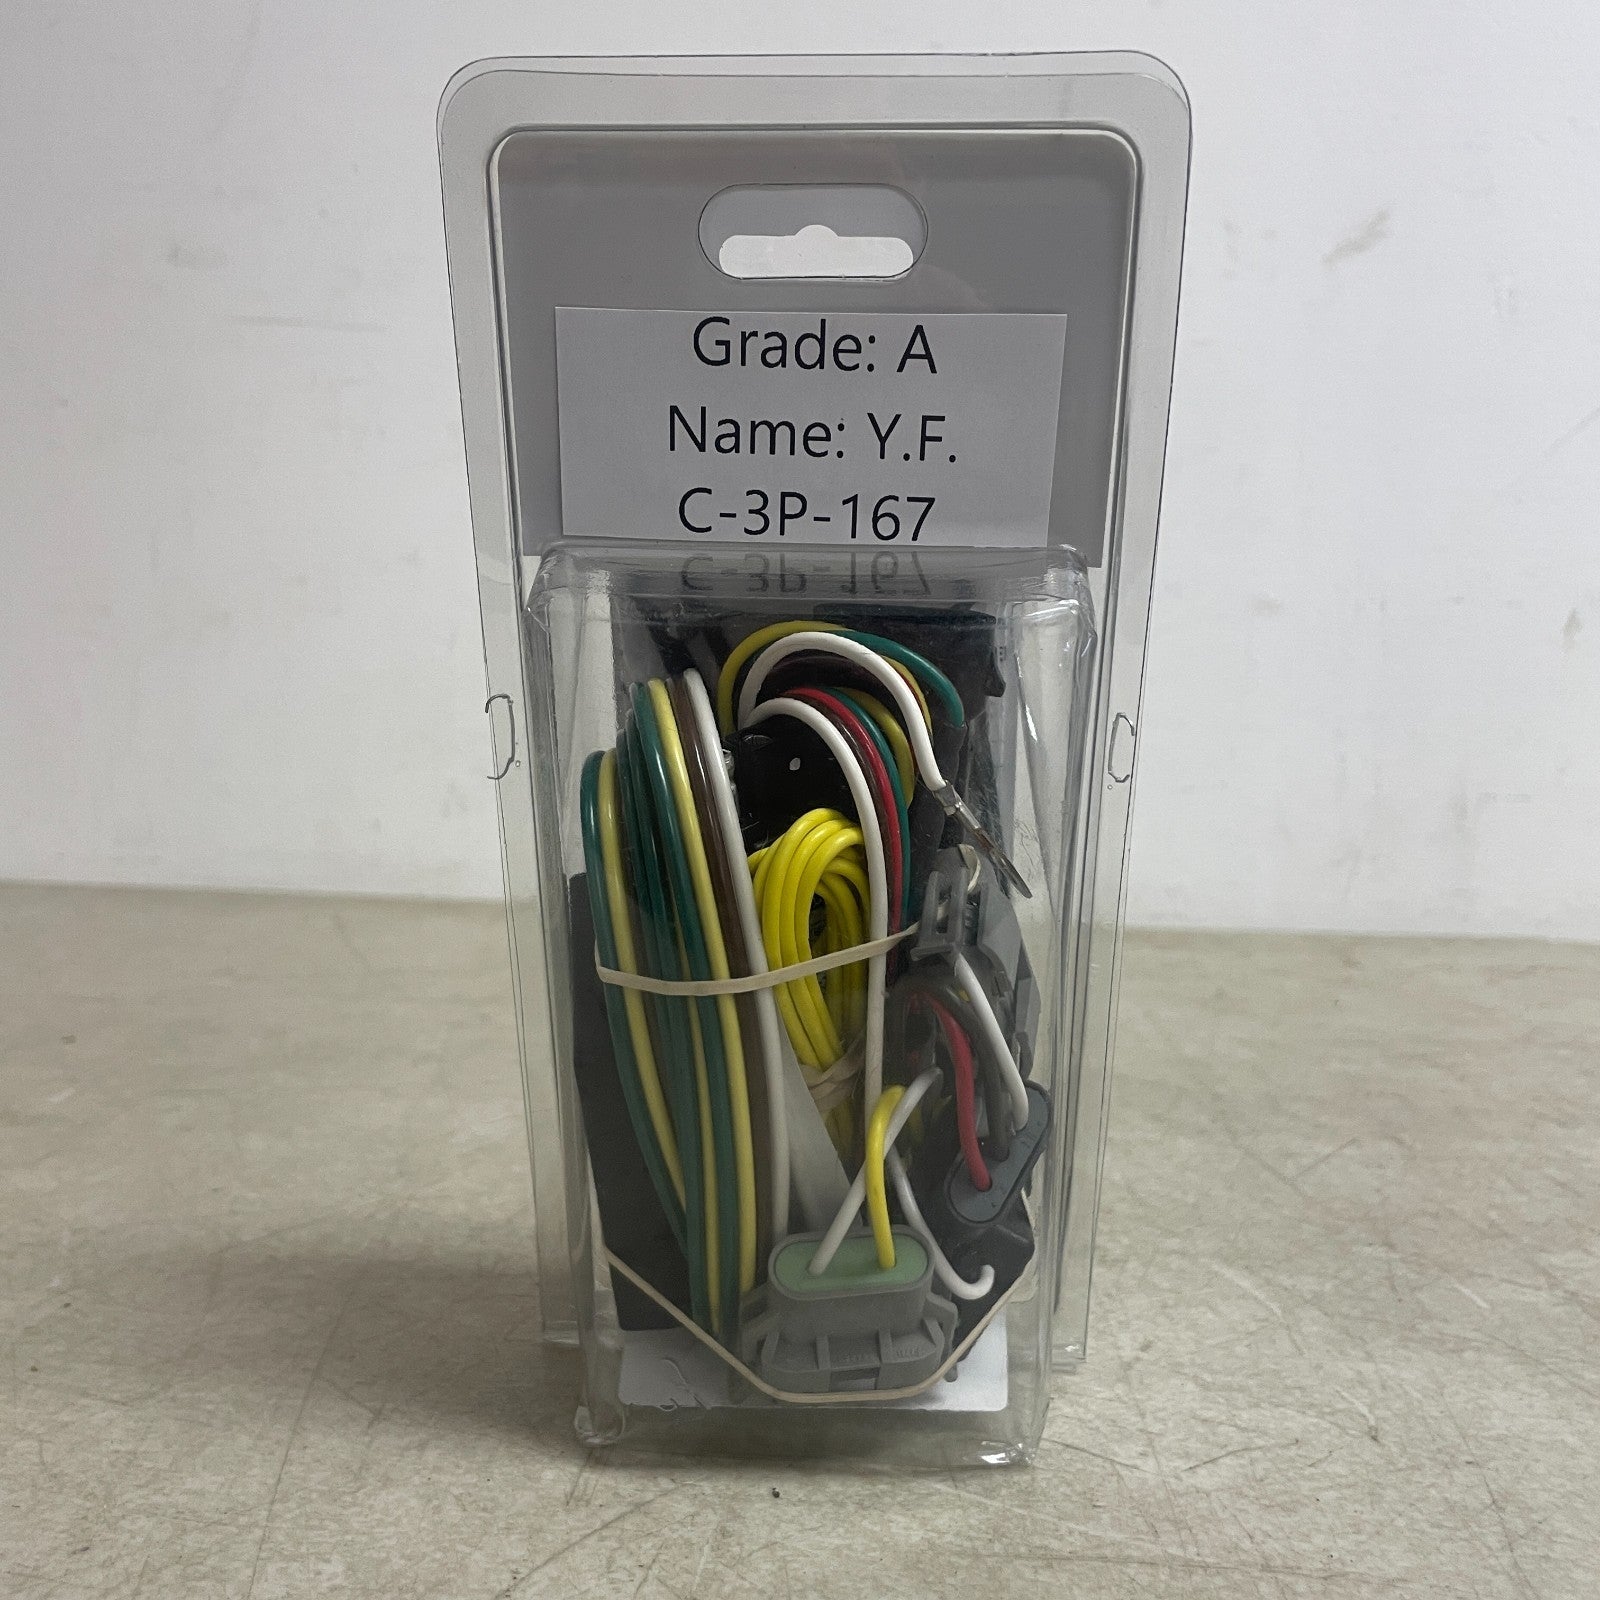 Grade: A
Name: Y.F.
C-3P-167